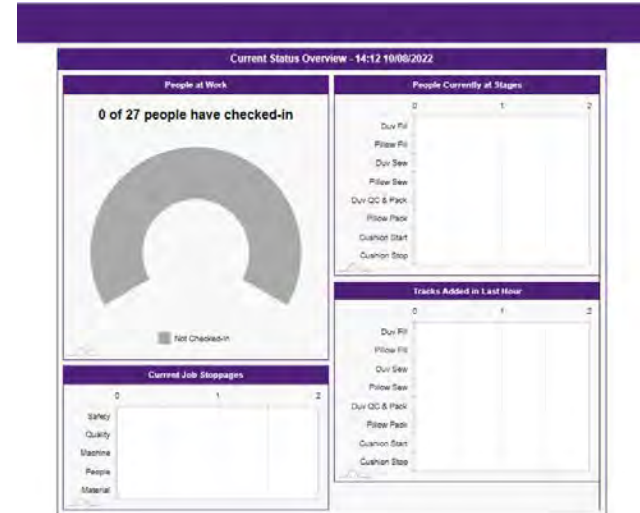 Current Status Overview - 14:12 10/08/2022
People at Work
0 of 27 people have checked-in
Not Checked-In
Current Job Stoppages
0 1 2
Safety
Quality
Machine
People
Material
People Currently at Stages
0 1 2
Duv Fill
Pillow Fill
Duv Sew
Pillow Sew
Duv QC & Pack
Pillow Pack
Cushion Start
Cushion Stop
Tracks Added in Last Hour
0 1 2
Duv Fill
Pillow Fill
Duv Sew
Pillow Sew
Duv QC & Pack
Pillow Pack
Cushion Start
Cushion Stop